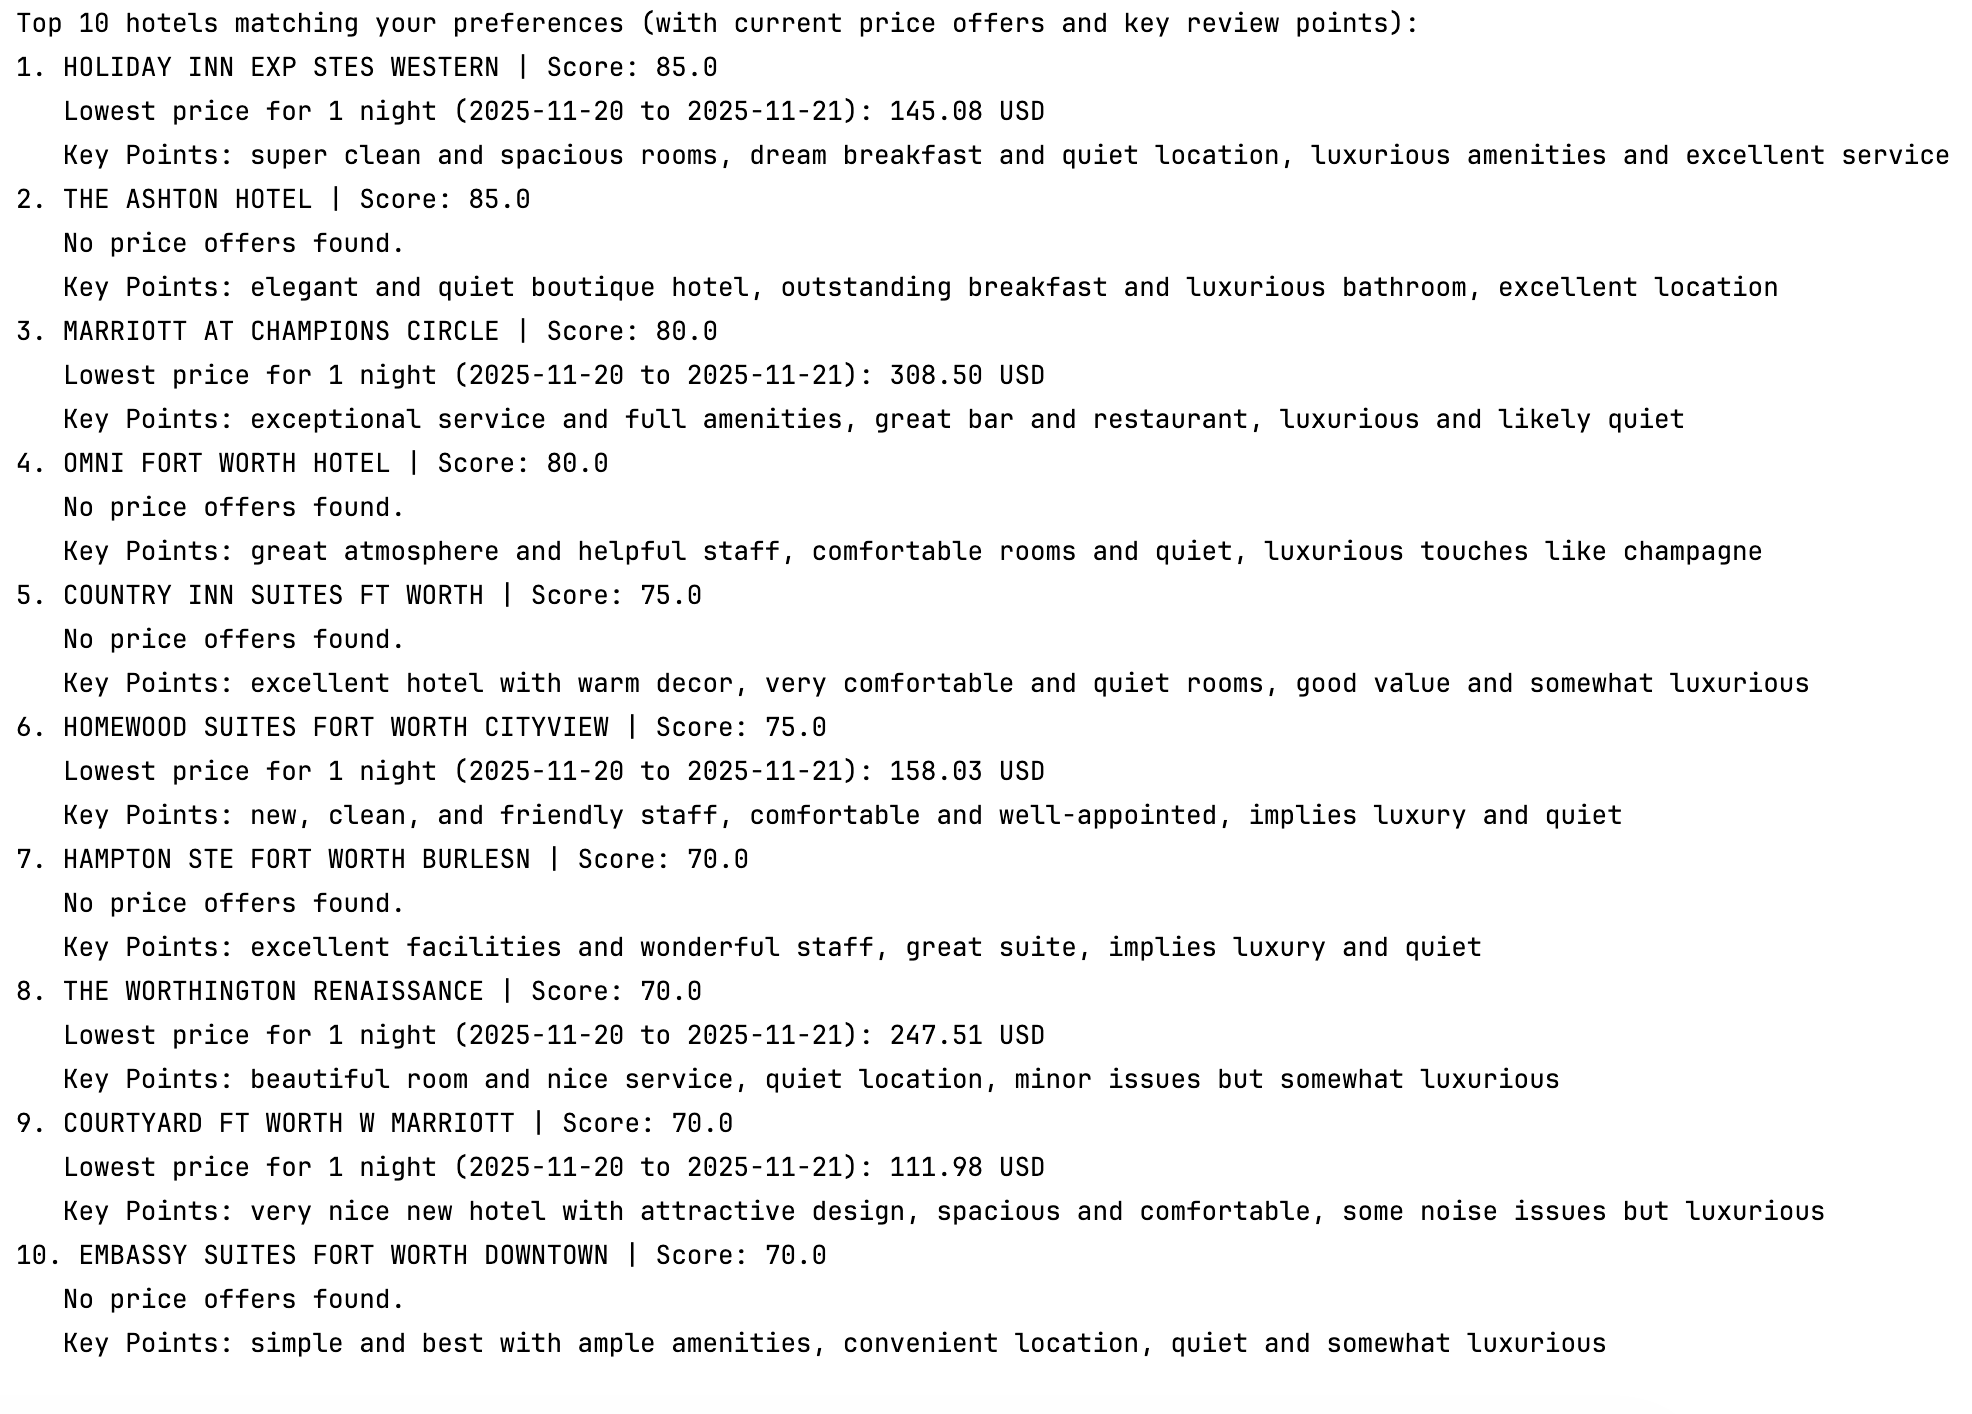 Top 10 hotels matching your preferences (with current price offers and key review points):
1. HOLIDAY INN EXP STES WESTERN | Score: 85.0
   Lowest price for 1 night (2025-11-20 to 2025-11-21): 145.08 USD
   Key Points: super clean and spacious rooms, dream breakfast and quiet location, luxurious amenities and excellent service
2. THE ASHTON HOTEL | Score: 85.0
   No price offers found.
   Key Points: elegant and quiet boutique hotel, outstanding breakfast and luxurious bathroom, excellent location
3. MARRIOTT AT CHAMPIONS CIRCLE | Score: 80.0
   Lowest price for 1 night (2025-11-20 to 2025-11-21): 308.50 USD
   Key Points: exceptional service and full amenities, great bar and restaurant, luxurious and likely quiet
4. OMNI FORT WORTH HOTEL | Score: 80.0
   No price offers found.
   Key Points: great atmosphere and helpful staff, comfortable rooms and quiet, luxurious touches like champagne
5. COUNTRY INN SUITES FT WORTH | Score: 75.0
   No price offers found.
   Key Points: excellent hotel with warm decor, very comfortable and quiet rooms, good value and somewhat luxurious
6. HOMEWOOD SUITES FORT WORTH CITYVIEW | Score: 75.0
   Lowest price for 1 night (2025-11-20 to 2025-11-21): 158.03 USD
   Key Points: new, clean, and friendly staff, comfortable and well-appointed, implies luxury and quiet
7. HAMPTON STE FORT WORTH BURLESN | Score: 70.0
   No price offers found.
   Key Points: excellent facilities and wonderful staff, great suite, implies luxury and quiet
8. THE WORTHINGTON RENAISSANCE | Score: 70.0
   Lowest price for 1 night (2025-11-20 to 2025-11-21): 247.51 USD
   Key Points: beautiful room and nice service, quiet location, minor issues but somewhat luxurious
9. COURTYARD FT WORTH W MARRIOTT | Score: 70.0
   Lowest price for 1 night (2025-11-20 to 2025-11-21): 111.98 USD
   Key Points: very nice new hotel with attractive design, spacious and comfortable, some noise issues but luxurious
10. EMBASSY SUITES FORT WORTH DOWNTOWN | Score: 70.0
   No price offers found.
   Key Points: simple and best with ample amenities, convenient location, quiet and somewhat luxurious